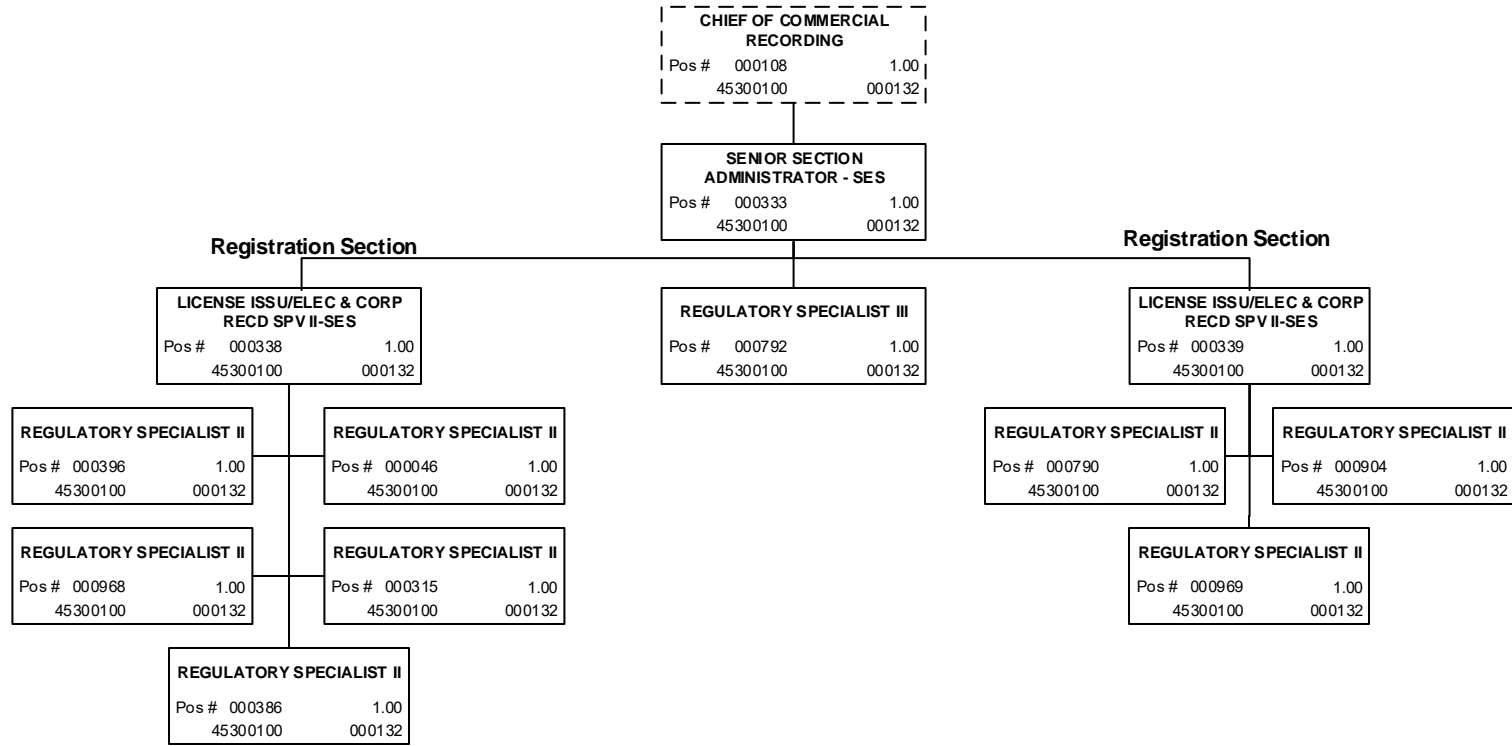 CHIEF OF COMMERCIAL
RECORDING
Pos # 000108 1.00
45300100 000132
SENIOR SECTION
ADMINISTRATOR - SES
Pos # 000333 1.00
45300100 000132
Registration Section
Registration Section
LICENSE ISSU/ELEC & CORP
RECD SPV II-SES
Pos # 000338 1.00
45300100 000132
REGULATORY SPECIALIST III
Pos # 000792 1.00
45300100 000132
LICENSE ISSU/ELEC & CORP
RECD SPV II-SES
Pos # 000339 1.00
45300100 000132
REGULATORY SPECIALIST II
Pos # 000396 1.00
45300100 000132
REGULATORY SPECIALIST II
Pos # 000046 1.00
45300100 000132
REGULATORY SPECIALIST II
Pos # 000790 1.00
45300100 000132
REGULATORY SPECIALIST II
Pos # 000904 1.00
45300100 000132
REGULATORY SPECIALIST II
Pos # 000968 1.00
45300100 000132
REGULATORY SPECIALIST II
Pos # 000315 1.00
45300100 000132
REGULATORY SPECIALIST II
Pos # 000969 1.00
45300100 000132
REGULATORY SPECIALIST II
Pos # 000386 1.00
45300100 000132